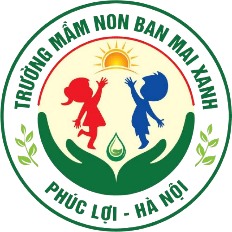 TRƯỜNG MẦM NON BAN MAI XANH
PHÚC LỢI - HÀ NỘI